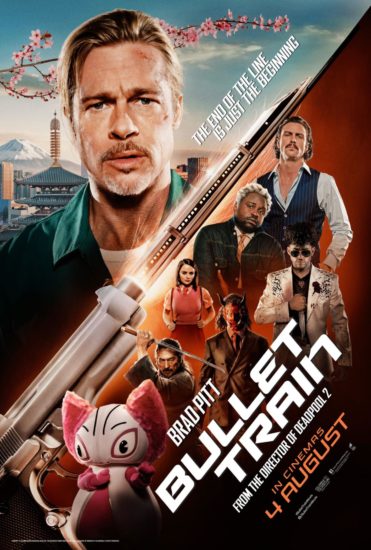 THE END OF THE LINE
IS JUST THE BEGINNING
BRAD PITT
BULLET
TRAIN
FROM THE DIRECTOR OF DEADPOOL 2
IN CINEMAS
4 AUGUST